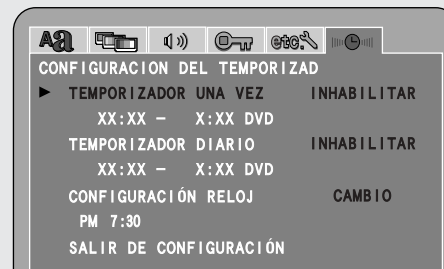 Aa etc.
CONFIGURACION DEL TEMPORIZAD
TEMPORIZADOR UNA VEZ INHABILITAR
XX:XX – X:XX DVD
TEMPORIZADOR DIARIO INHABILITAR
XX:XX – X:XX DVD
CONFIGURACIÓN RELOJ CAMBIO
PM 7:30
SALIR DE CONFIGURACIÓN